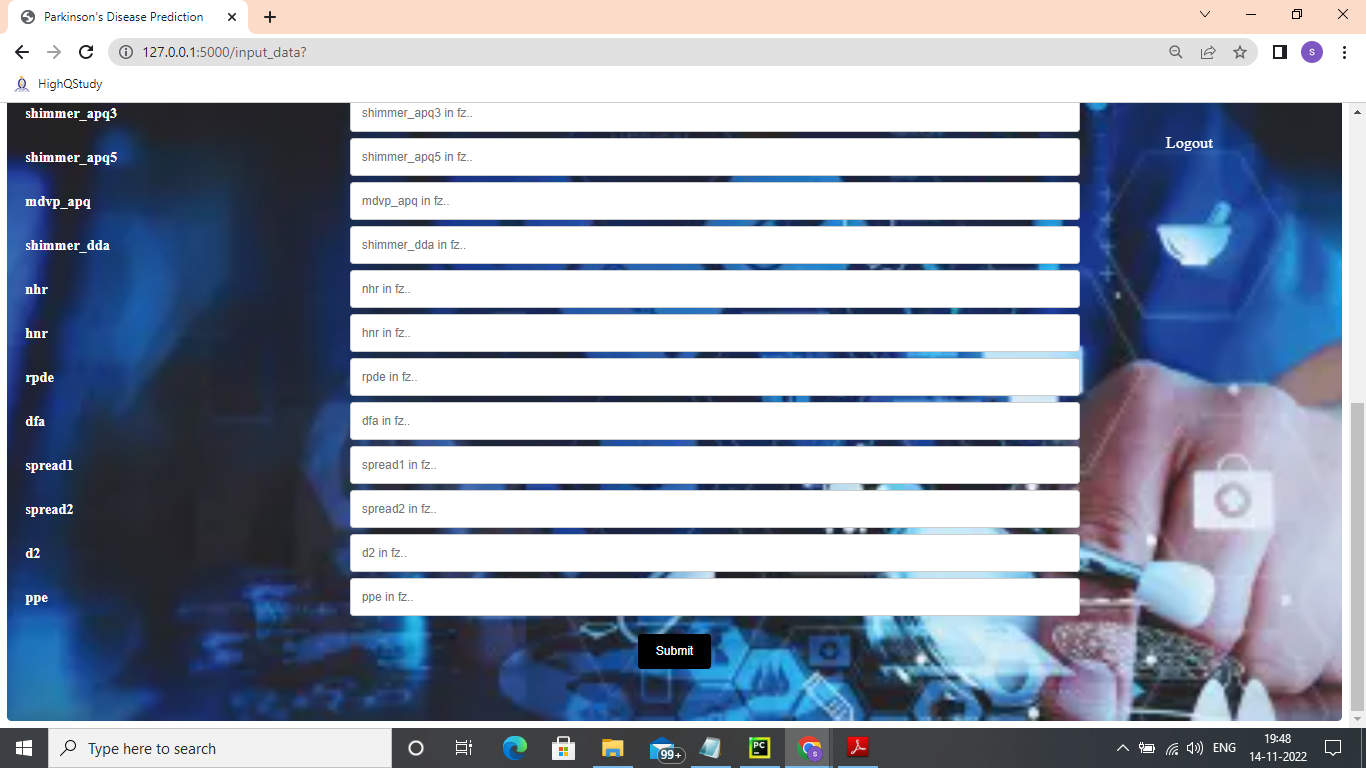 Parkinson's Disease Prediction
127.0.0.1:5000/input_data?
s
HighQStudy
shimmer_apq3 shimmer_apq3 in fz..
Logout
shimmer_apq5 shimmer_apq5 in fz..
mdvp_apq mdvp_apq in fz..
shimmer_dda shimmer_dda in fz..
nhr nhr in fz..
hnr hnr in fz..
rpde rpde in fz..
dfa dfa in fz..
spread1 spread1 in fz..
spread2 spread2 in fz..
d2 d2 in fz..
ppe ppe in fz..
Submit
Type here to search
99+
PC
s
ENG
19:48
14-11-2022